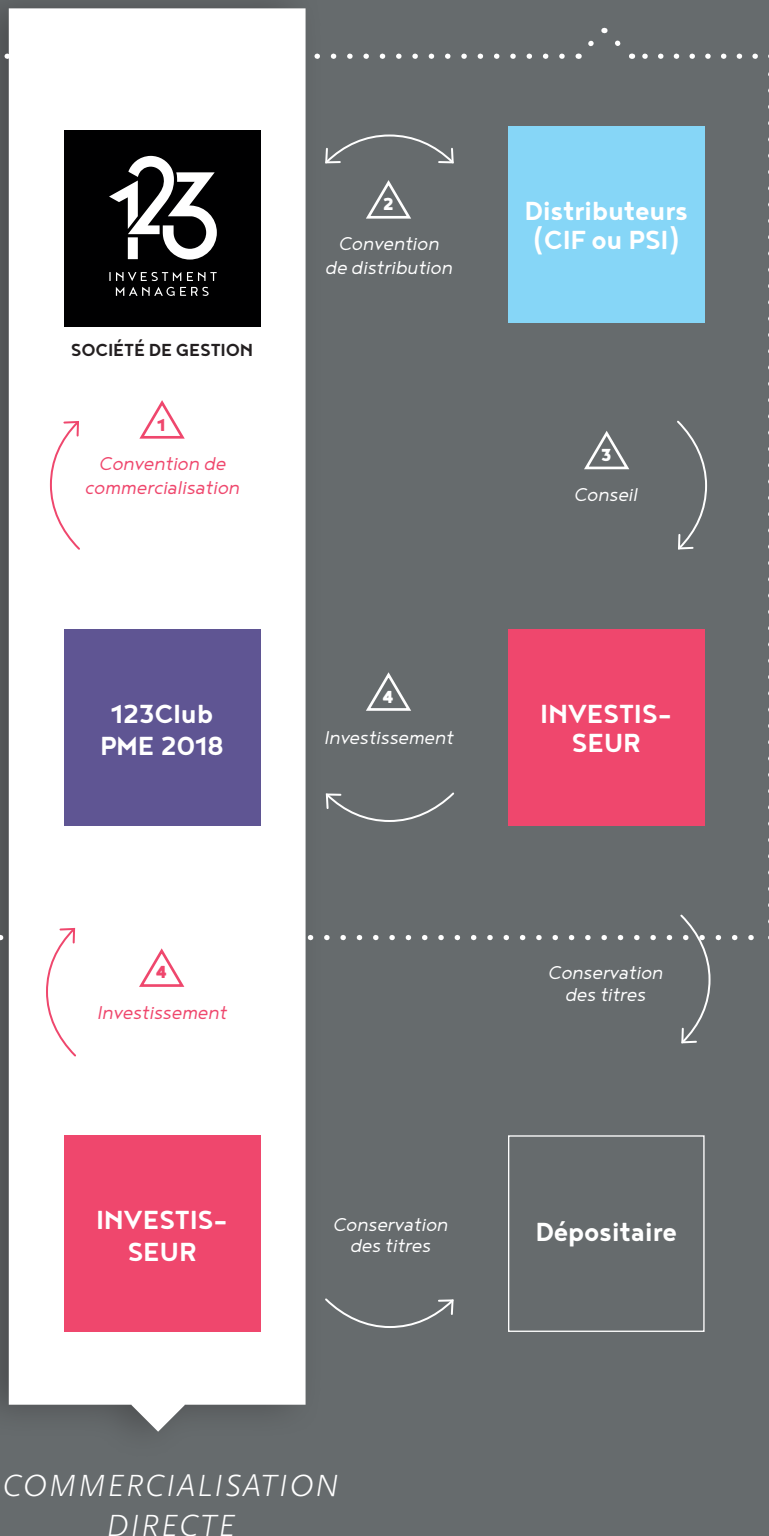 123
INVESTMENT
MANAGERS
SOCIÉTÉ DE GESTION
2
Convention
de distribution
Distributeurs
(CIF ou PSI)
1
Convention de
commercialisation
3
Conseil
123Club
PME 2018
4
Investissement
INVESTIS-
SEUR
4
Investissement
Conservation
des titres
INVESTIS-
SEUR
Conservation
des titres
Dépositaire
COMMERCIALISATION
DIRECTE